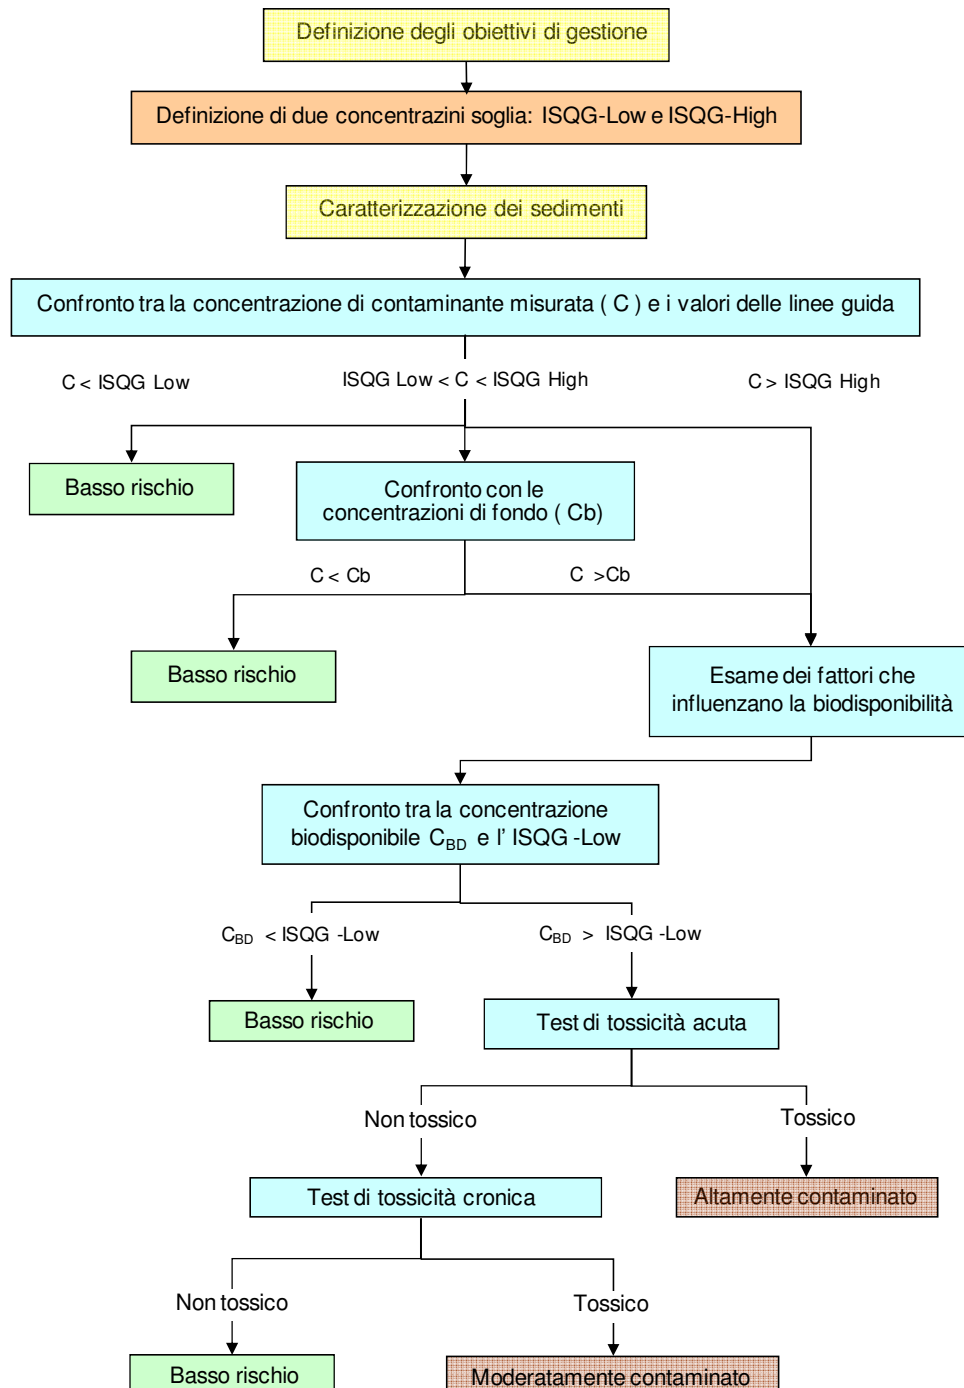 Definizione degli obiettivi di gestione
Definizione di due concentrazini soglia: ISQG-Low e ISQG-High
Caratterizzazione dei sedimenti
Confronto tra la concentrazione di contaminante misurata ( C ) e i valori delle linee guida
C < ISQG Low
ISQG Low < C < ISQG High
C > ISQG High
Basso rischio
Confronto con le
concentrazioni di fondo ( Cb)
C < Cb
C >Cb
Basso rischio
Esame dei fattori che
influenzano la biodisponibilità
Confronto tra la concentrazione
biodisponibile C_BD e l' ISQG -Low
C_BD < ISQG -Low
C_BD > ISQG -Low
Basso rischio
Test di tossicità acuta
Non tossico
Tossico
Test di tossicità cronica
Altamente contaminato
Non tossico
Tossico
Basso rischio
Moderatamente contaminato